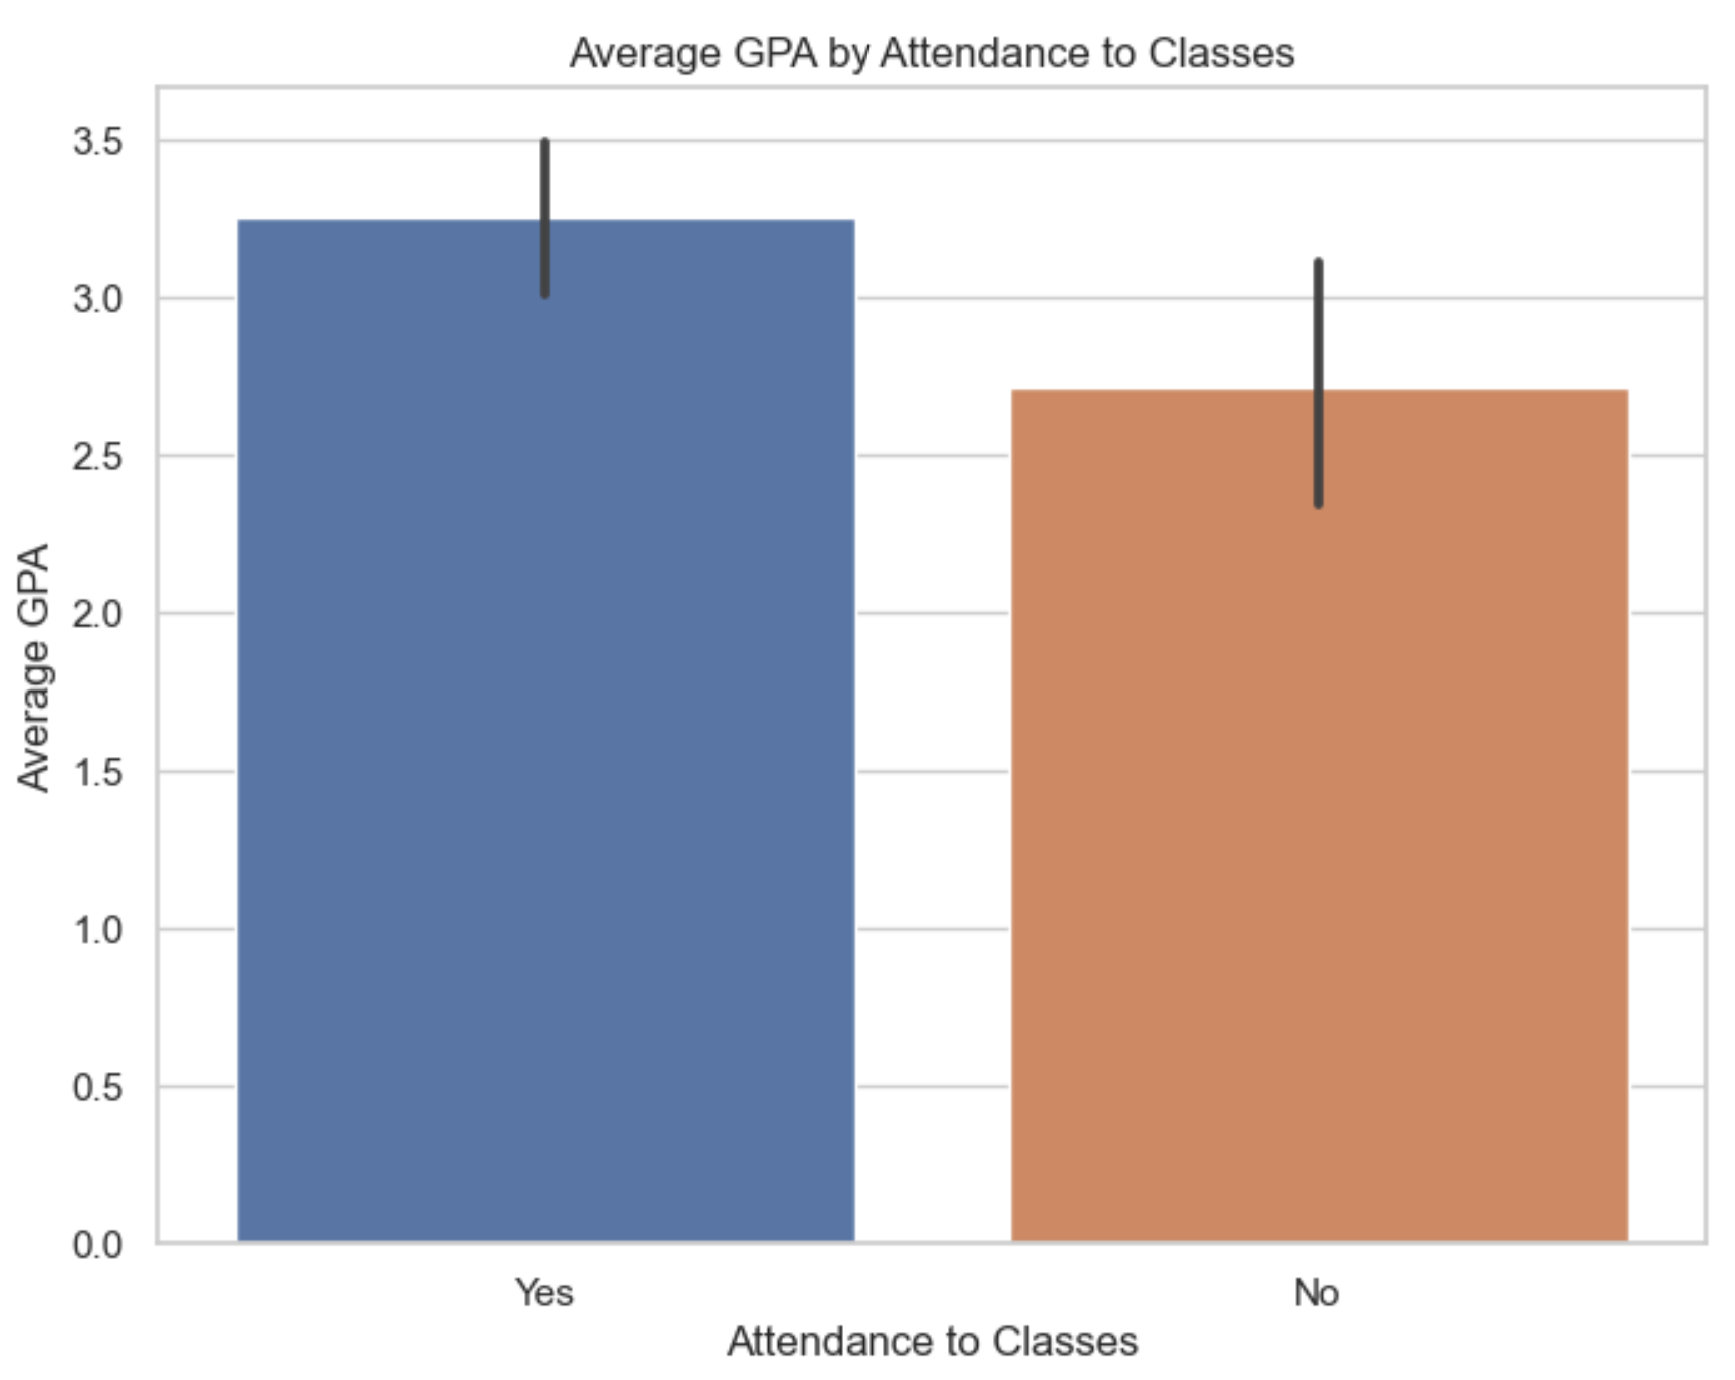 Average GPA by Attendance to Classes
3.5
3.0
2.5
2.0
1.5
1.0
0.5
0.0
Average GPA
Yes
No
Attendance to Classes